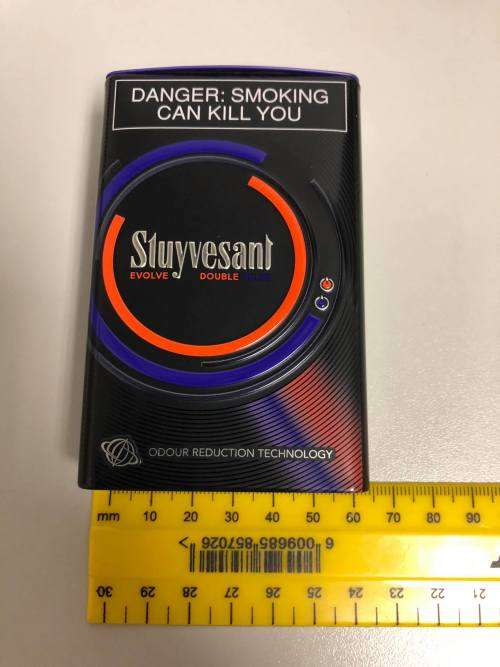 DANGER: SMOKING
CAN KILL YOU
Stuyvesant
EVOLVE DOUBLE
ODOUR REDUCTION TECHNOLOGY
mm 10 20 30 40 50 60 70 80 90
6 009685 857026 >
30 29 28 27 26 25 24 23 22 21